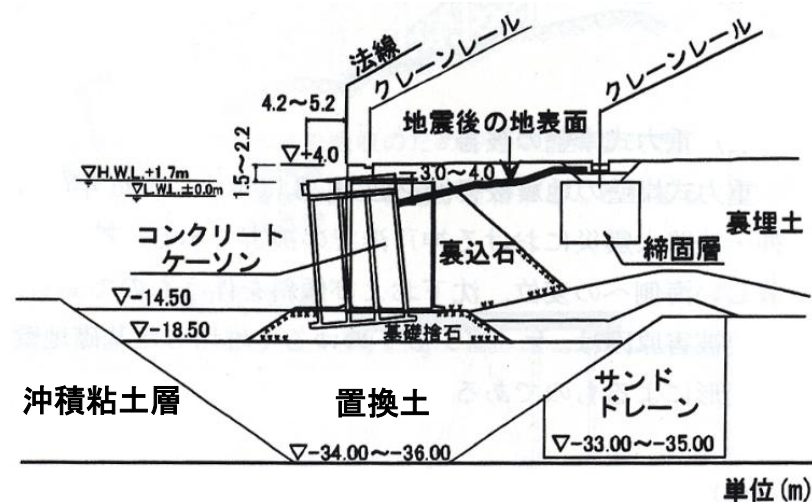 法線
クレーンレール
クレーンレール
4.2～5.2
地震後の地表面
1.5～2.2
▽+4.0
▽H.W.L.+1.7m
▽L.W.L.±0.0m
3.0～4.0
コンクリート
ケーソン
裏込石
締固層
裏埋土
▽-14.50
▽-18.50
基礎捨石
沖積粘土層
置換土
サンド
ドレーン
▽-34.00～-36.00
▽-33.00～-35.00
単位(m)